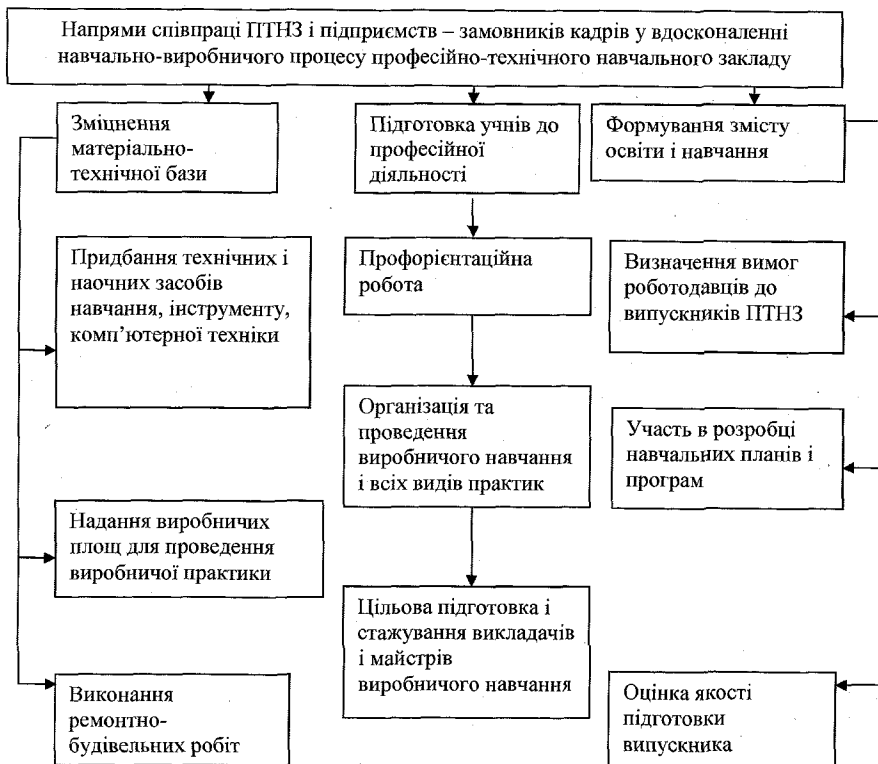 Напрями співпраці ПТНЗ і підприємств – замовників кадрів у вдосконаленні
навчально-виробничого процесу професійно-технічного навчального закладу
Зміцнення
матеріально-
технічної бази
Підготовка учнів до
професійної
діяльності
Формування змісту
освіти і навчання
Придбання технічних і
наочних засобів
навчання, інструменту,
комп’ютерної техніки
Профорієнтаційна
робота
Визначення вимог
роботодавців до
випускників ПТНЗ
Організація та
проведення
виробничого навчання
і всіх видів практик
Участь в розробці
навчальних планів і
програм
Надання виробничих
площ для проведення
виробничої практики
Цільова підготовка і
стажування викладачів
і майстрів
виробничого навчання
Виконання
ремонтно-
будівельних робіт
Оцінка якості
підготовки
випускника